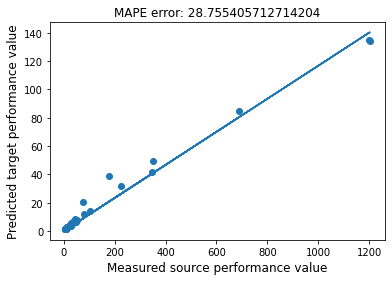 MAPE error: 28.755405712714204
Predicted target performance value
140
120
100
80
60
40
20
0
0 200 400 600 800 1000 1200
Measured source performance value